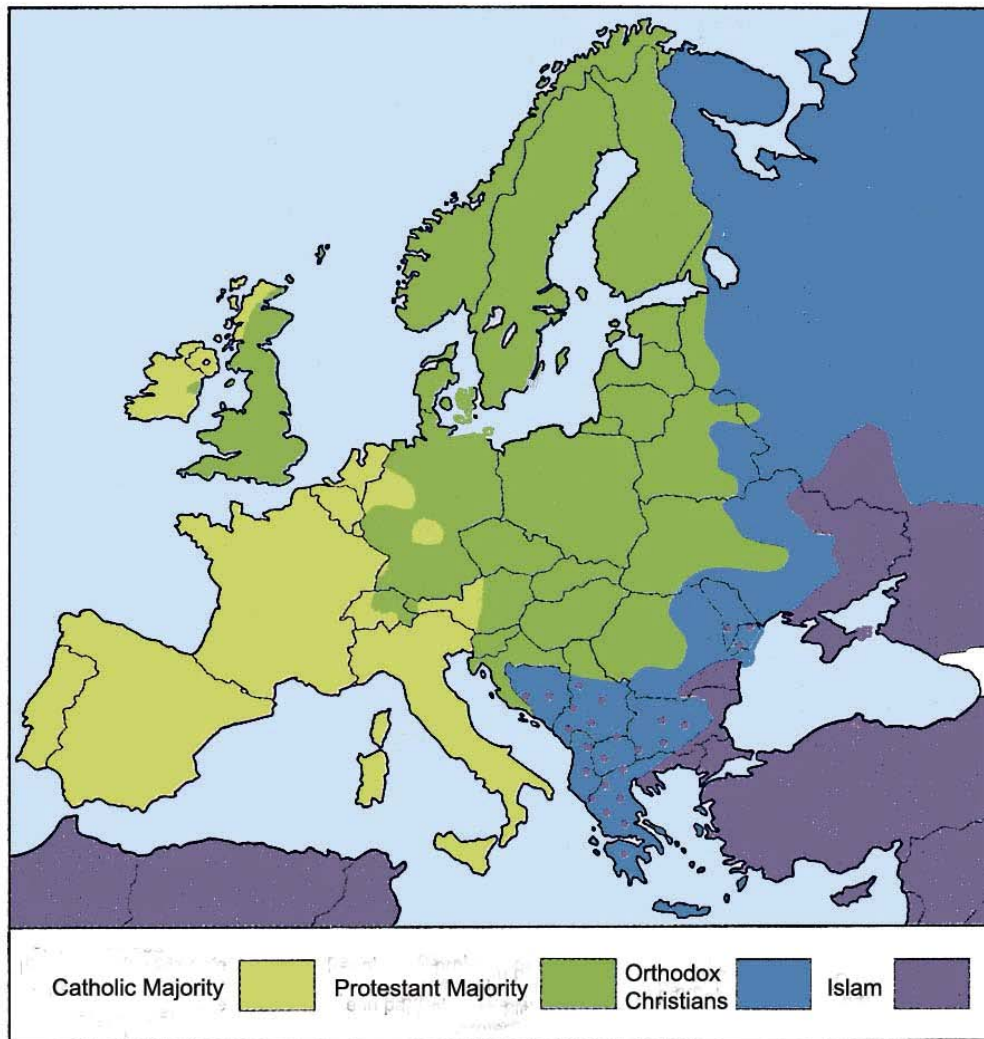 Catholic Majority
Protestant Majority
Orthodox
Christians
Islam